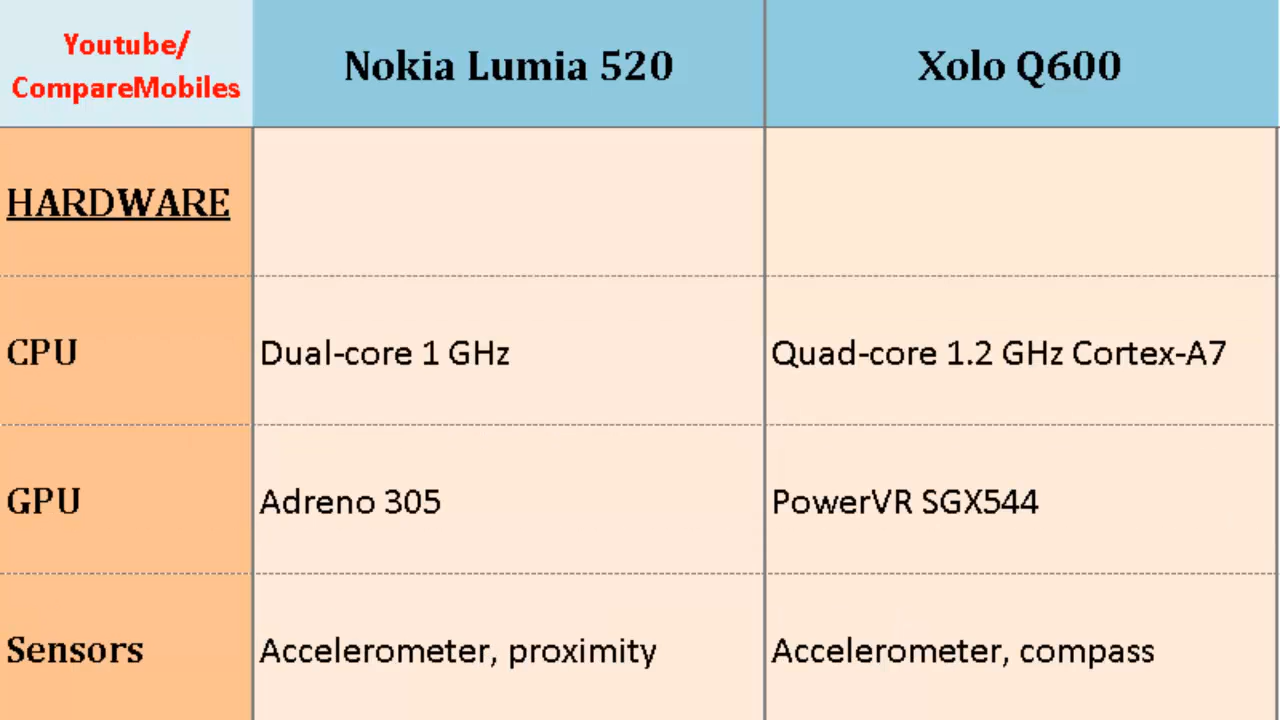 Youtube/
CompareMobiles
Nokia Lumia 520
Xolo Q600
HARDWARE
CPU
Dual-core 1 GHz
Quad-core 1.2 GHz Cortex-A7
GPU
Adreno 305
PowerVR SGX544
Sensors
Accelerometer, proximity
Accelerometer, compass